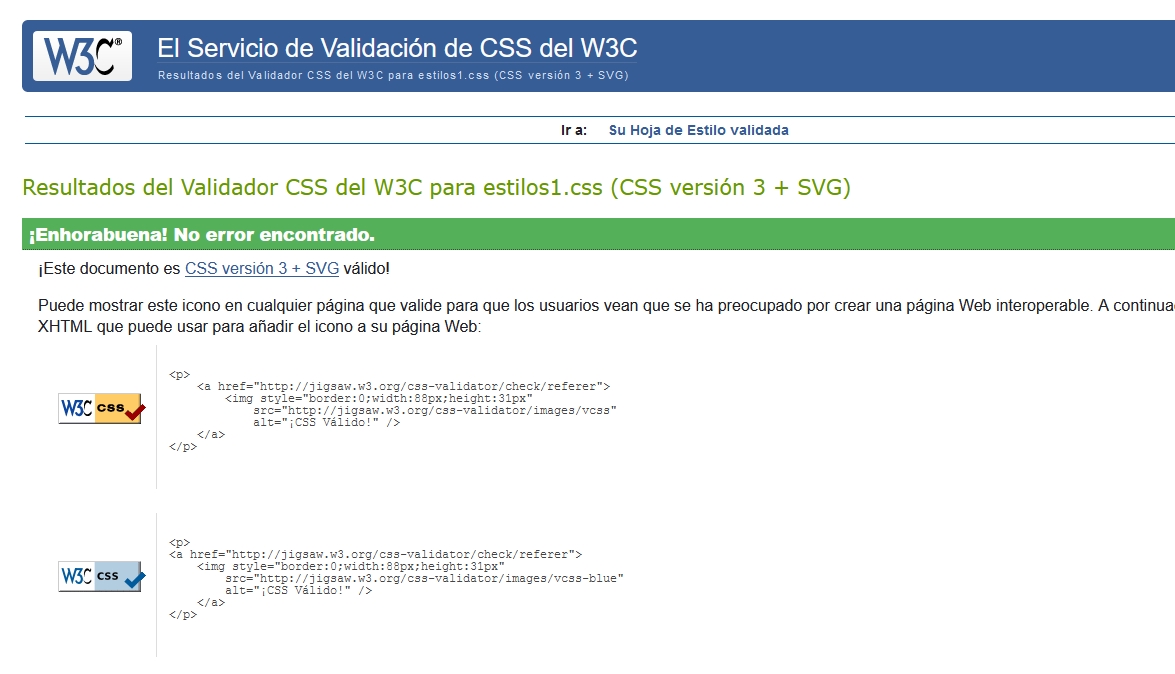 W3C®
El Servicio de Validación de CSS del W3C
Resultados del Validador CSS del W3C para estilos1.css (CSS versión 3 + SVG)
Ir a: Su Hoja de Estilo validada
Resultados del Validador CSS del W3C para estilos1.css (CSS versión 3 + SVG)
¡Enhorabuena! No error encontrado.
¡Este documento es CSS versión 3 + SVG válido!
Puede mostrar este icono en cualquier página que valide para que los usuarios vean que se ha preocupado por crear una página Web interoperable. A
XHTML que puede usar para añadir el icono a su página Web:
W3C css
<p>
<a href="http://jigsaw.w3.org/css-validator/check/referer">
<img style="border:0;width:88px;height:31px"
src="http://jigsaw.w3.org/css-validator/images/vcss"
alt="¡CSS Válido!" />
</a>
</p>
W3C css
<p>
<a href="http://jigsaw.w3.org/css-validator/check/referer">
<img style="border:0;width:88px;height:31px"
src="http://jigsaw.w3.org/css-validator/images/vcss-blue"
alt="¡CSS Válido!" />
</a>
</p>